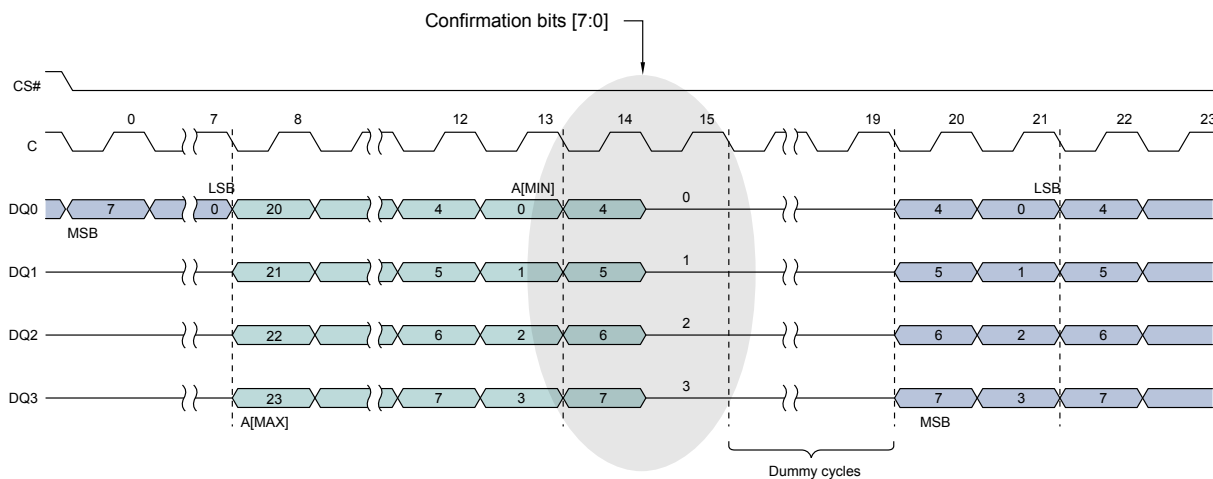 Confirmation bits [7:0]
CS#
0 7 8 12 13 14 15 19 20 21 22 23
C
LSB A[MIN] LSB
DQ0 7 0 20 4 0 4 0 4 0 4
MSB
DQ1 21 5 1 5 1 5 1 5
DQ2 22 6 2 6 2 6 2 6
DQ3 23 7 3 7 3 7 3 7
A[MAX] MSB
Dummy cycles